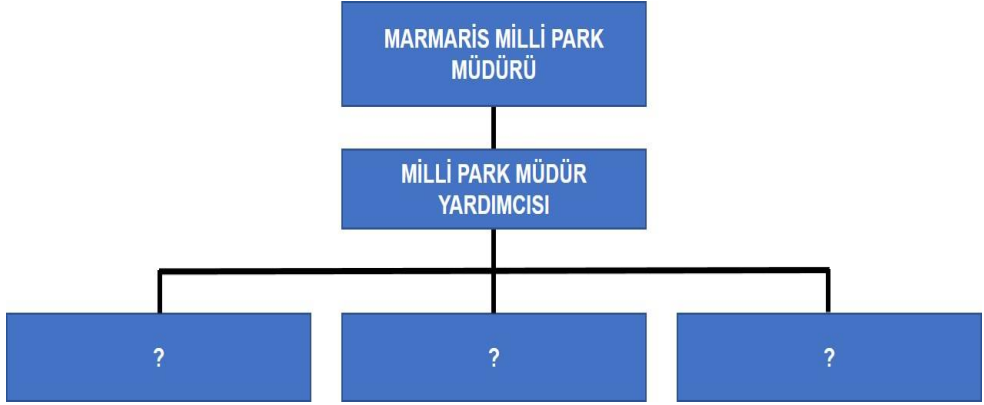 MARMARİS MİLLİ PARK
MÜDÜRÜ
MİLLİ PARK MÜDÜR
YARDIMCISI
?
?
?